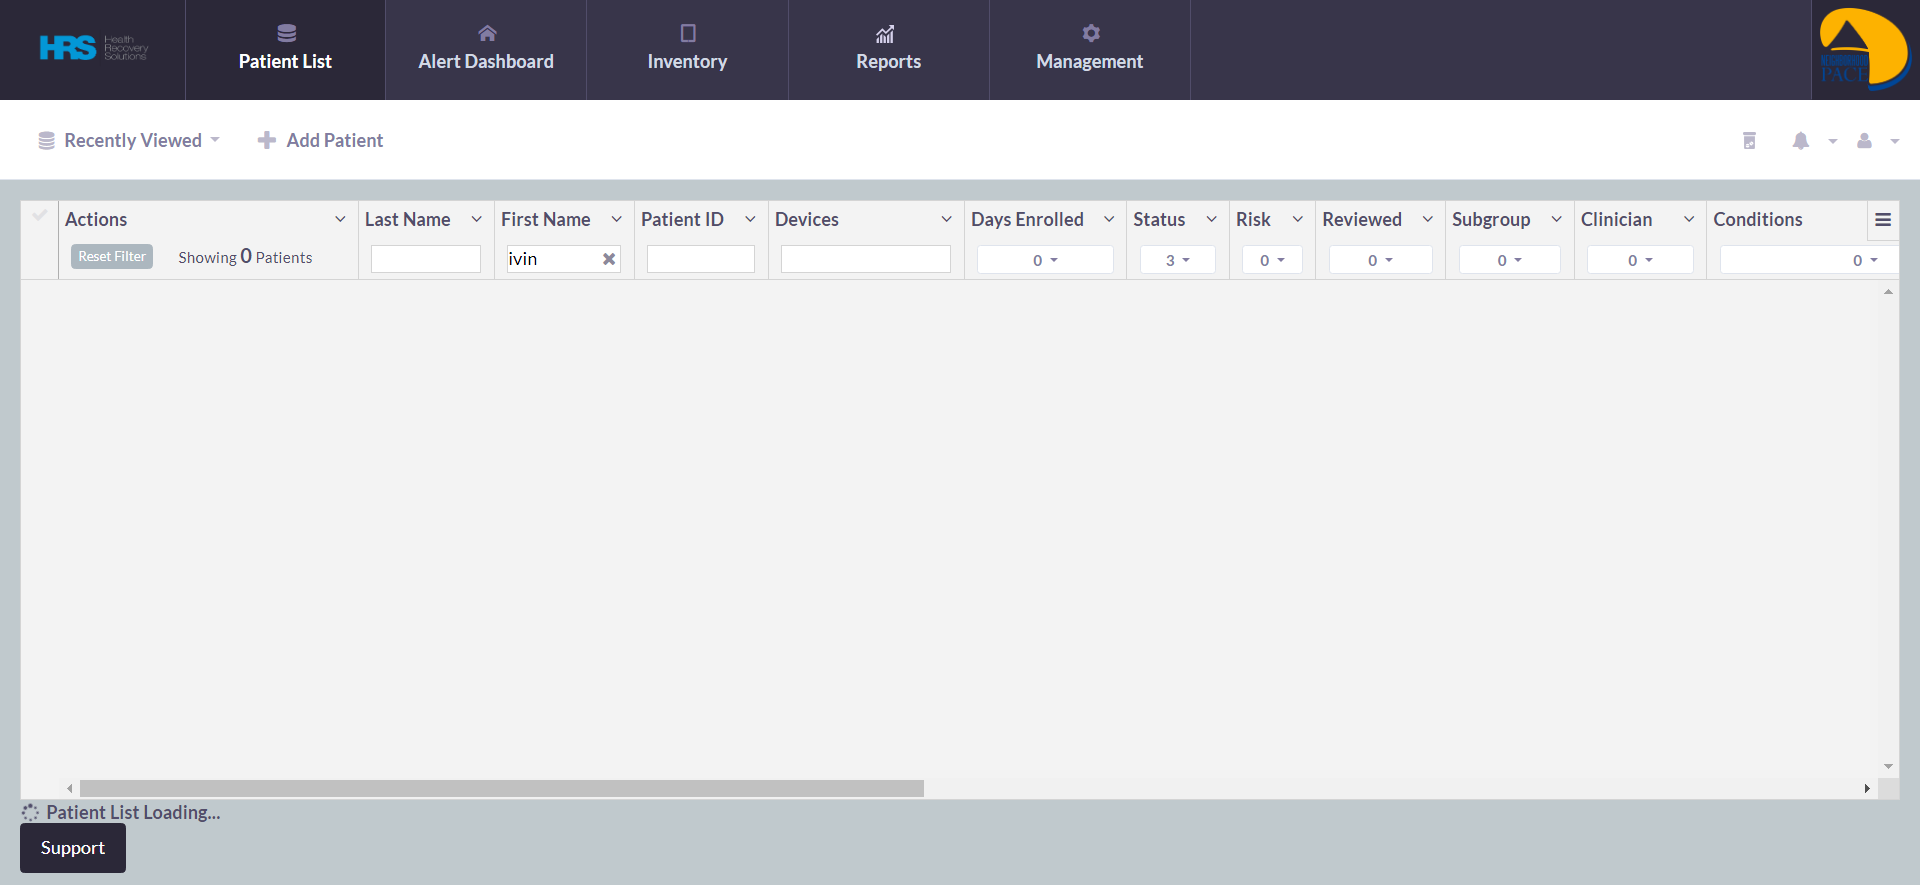 HRS Health Recovery Solutions
Patient List
Alert Dashboard
Inventory
Reports
Management
PACE
Recently Viewed
Add Patient
Actions
Last Name
First Name
Patient ID
Devices
Days Enrolled
Status
Risk
Reviewed
Subgroup
Clinician
Conditions
Reset Filter
Showing 0 Patients
ivin
0
3
0
0
0
0
0
Patient List Loading...
Support